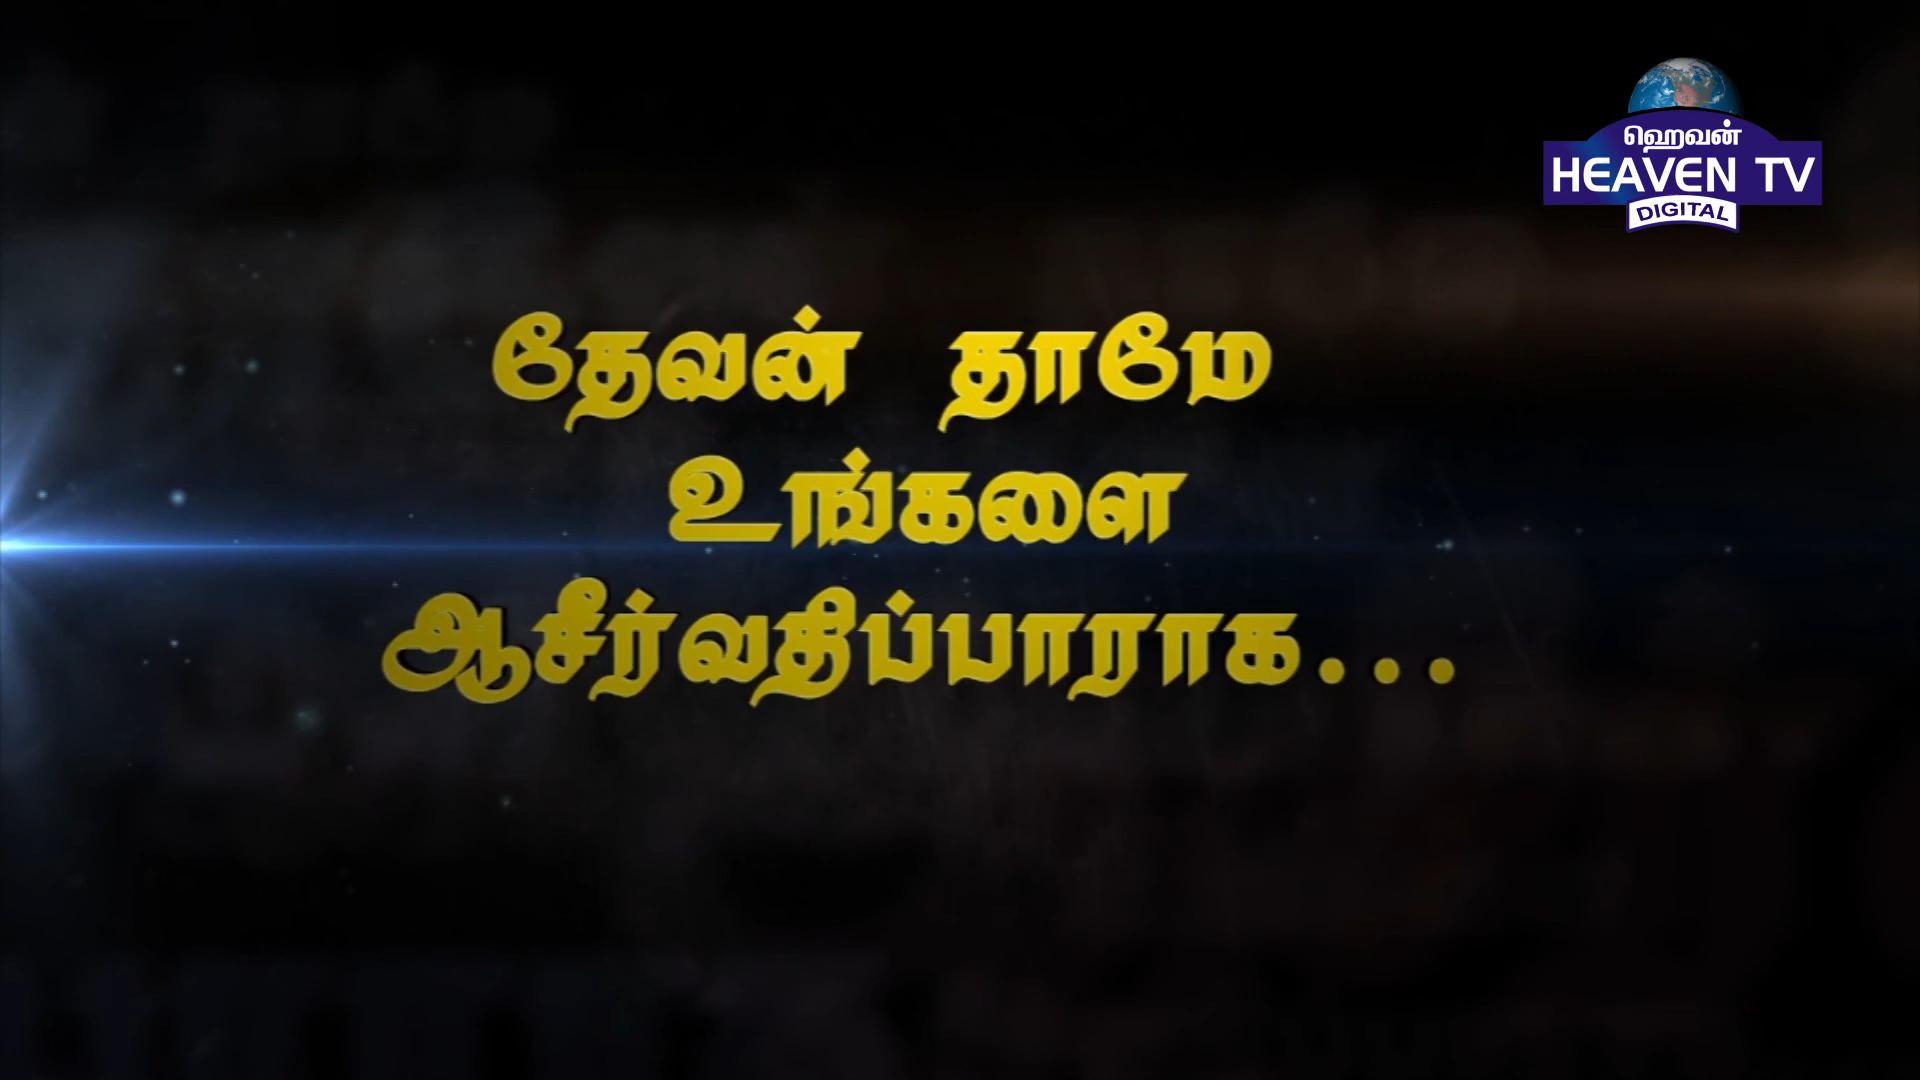 ஹெவன்
HEAVEN TV
DIGITAL
தேவன் தாமே
உங்களை
ஆசீர்வதிப்பாராக...